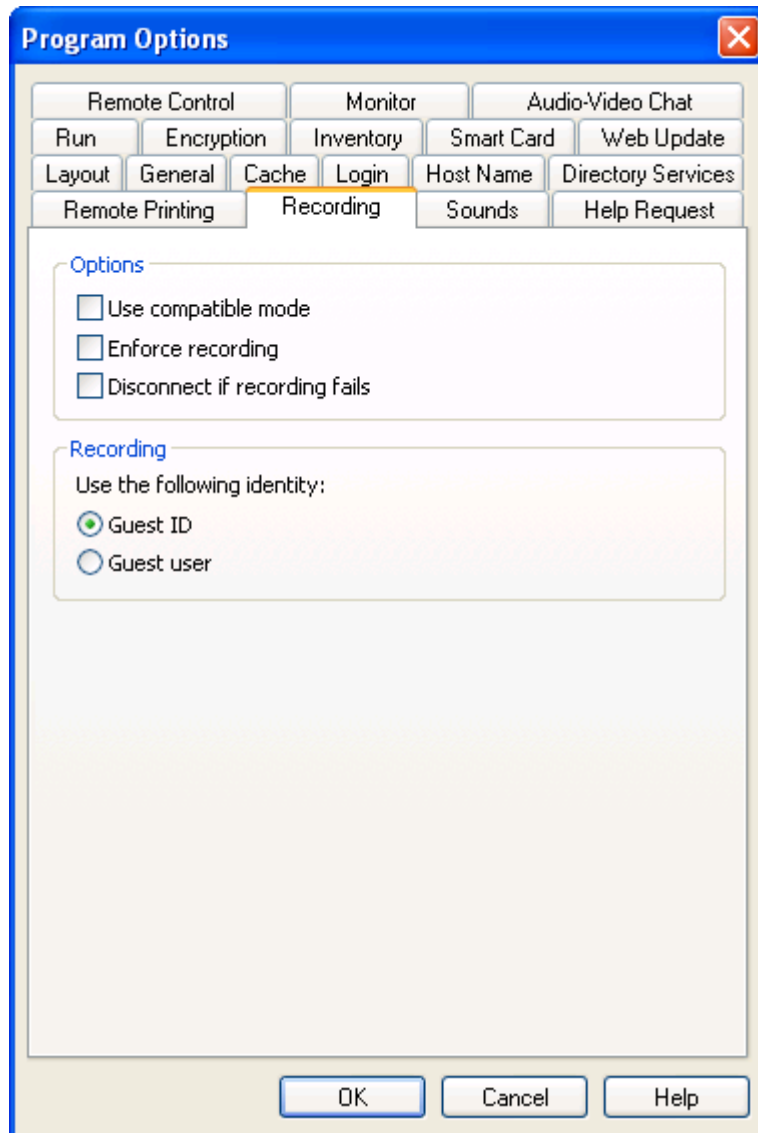 Program Options
Remote Control Monitor Audio-Video Chat
Run Encryption Inventory Smart Card Web Update
Layout General Cache Login Host Name Directory Services
Remote Printing Recording Sounds Help Request
Options
Use compatible mode
Enforce recording
Disconnect if recording fails
Recording
Use the following identity:
Guest ID
Guest user
OK Cancel Help